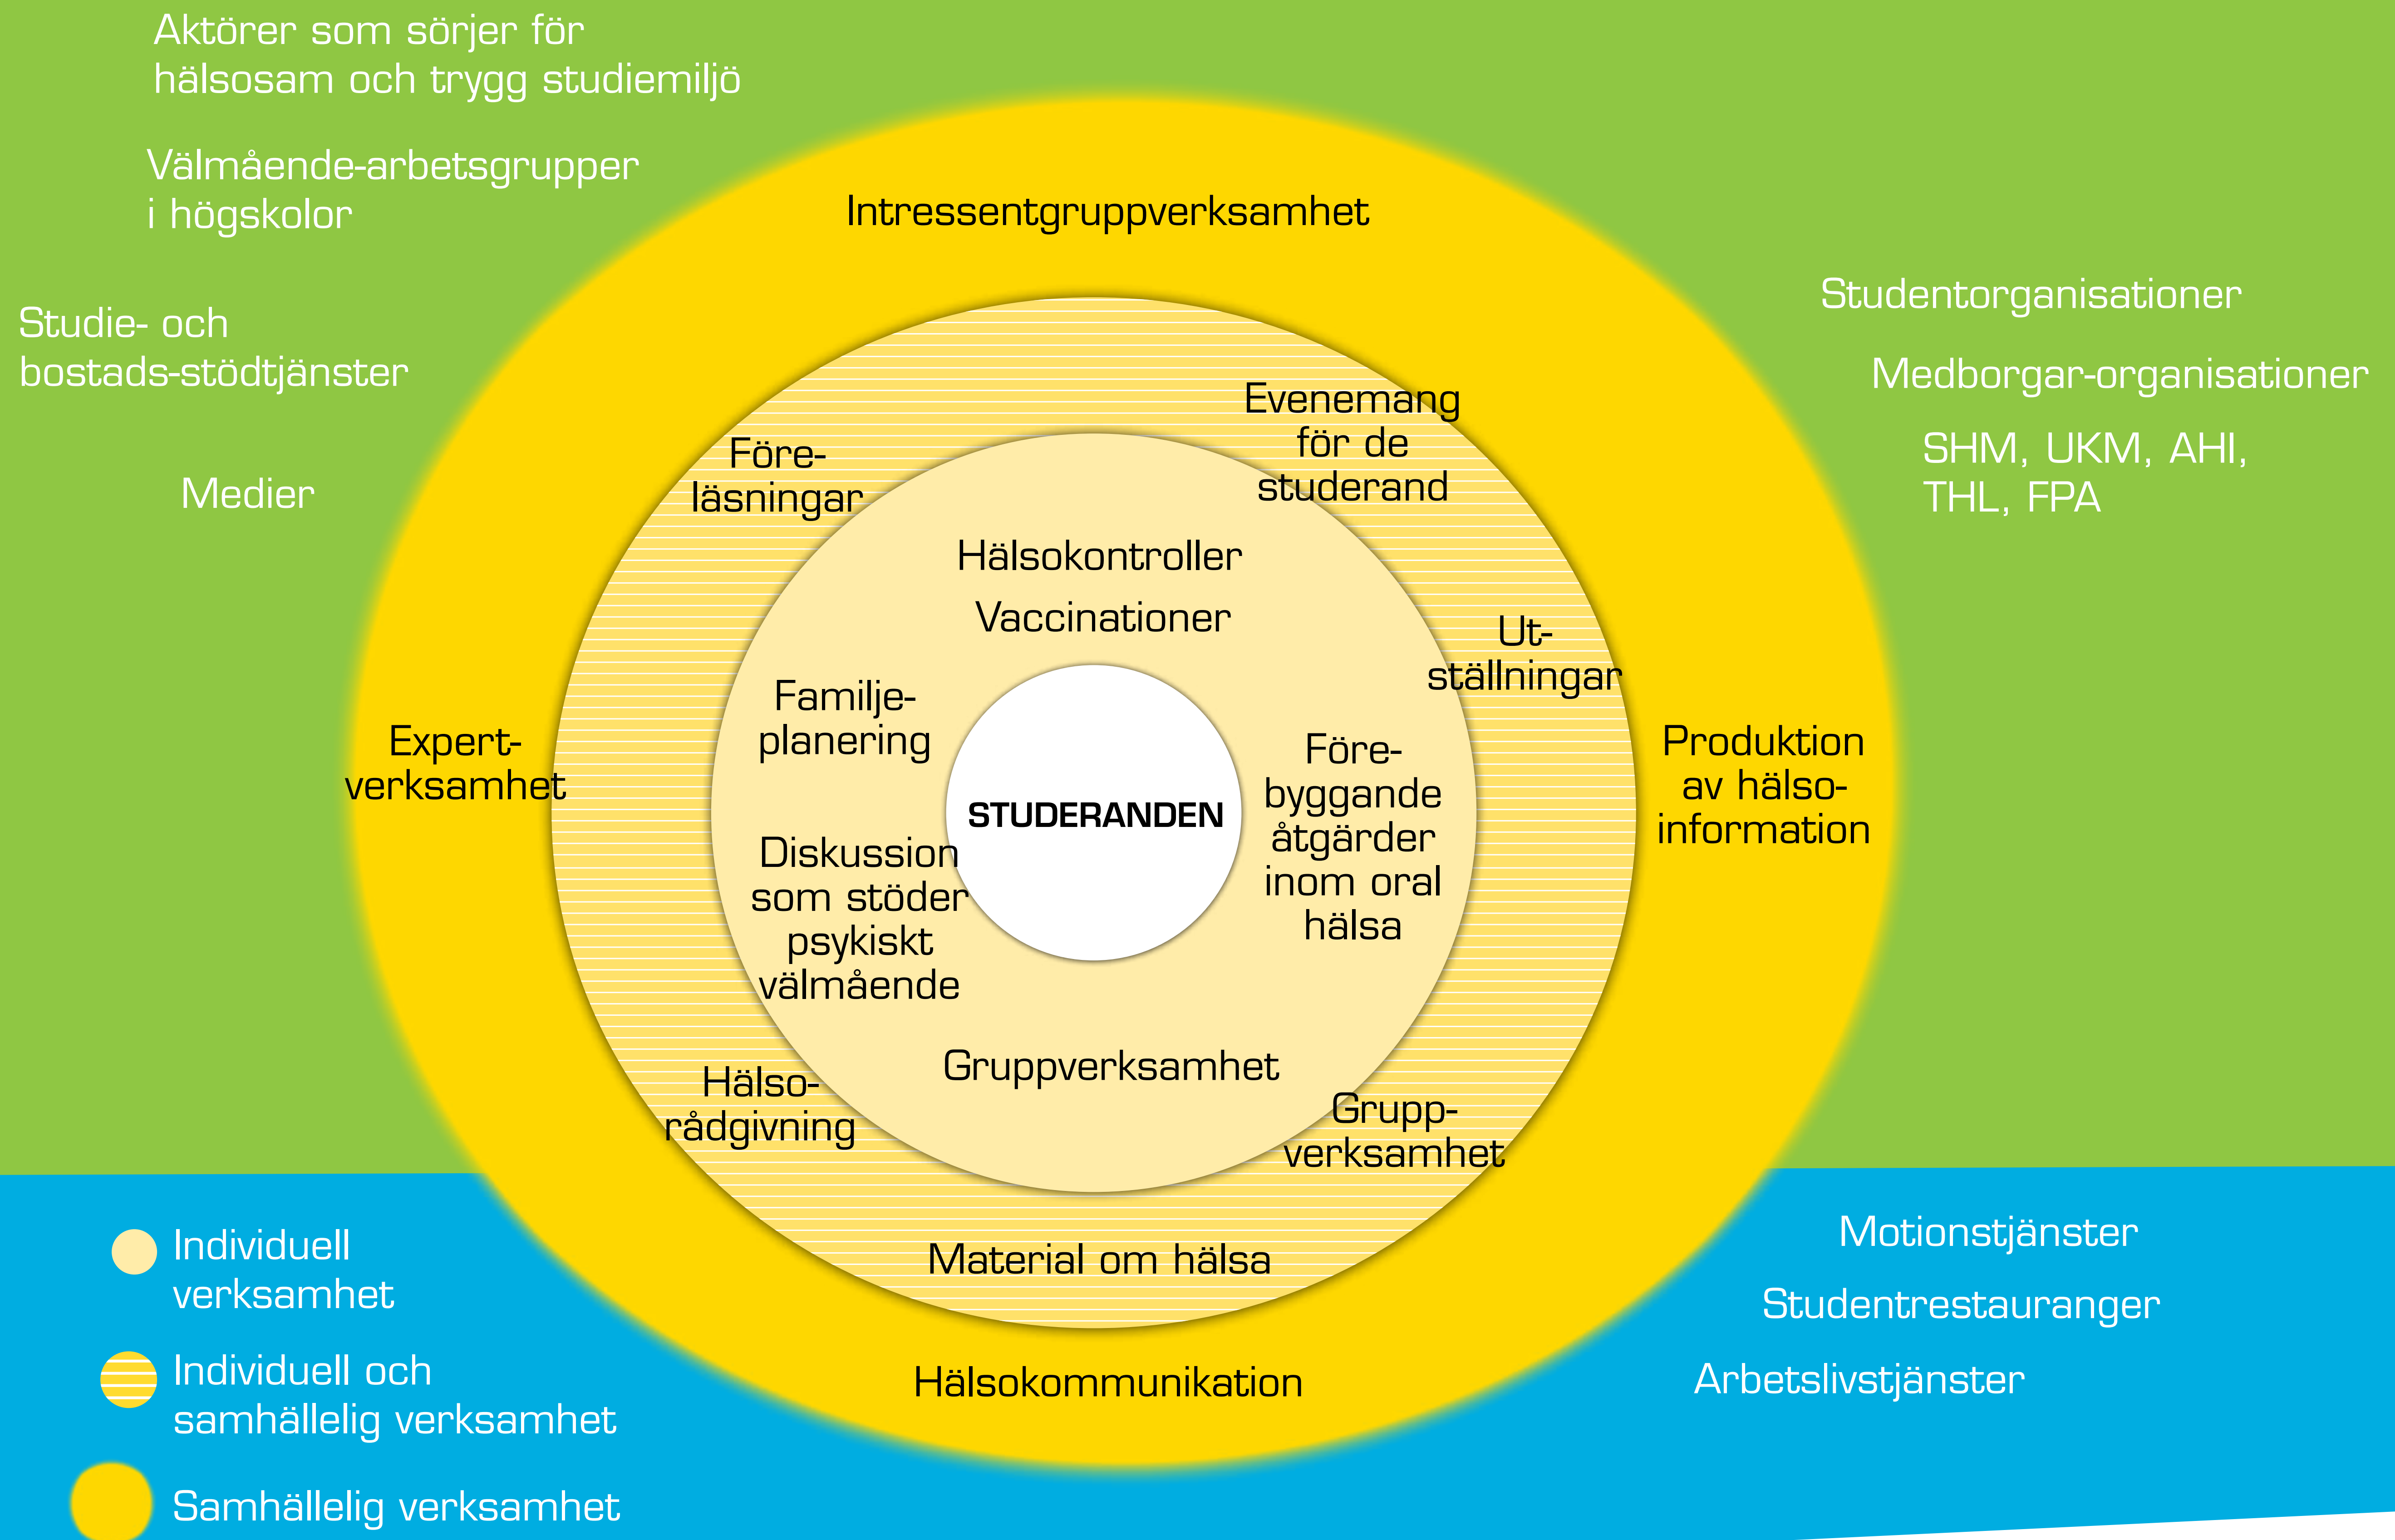 Aktörer som sörjer för
hälsosam och trygg studiemiljö
Välmående-arbetsgrupper
i högskolor
Studie- och
bostads-stödtjänster
Medier
Intressentgruppverksamhet
Studentorganisationer
Medborgar-organisationer
SHM, UKM, AHI,
THL, FPA
Före-
läsningar
Evenemang
för de
studerand
Ut-
ställningar
Hälsokontroller
Vaccinationer
Familje-
planering
Expert-
verksamhet
STUDERANDEN
Före-
byggande
åtgärder
inom oral
hälsa
Produktion
av hälso-
information
Diskussion
som stöder
psykiskt
välmående
Gruppverksamhet
Hälso-
rådgivning
Grupp-
verksamhet
Material om hälsa
Hälsokommunikation
Individuell
verksamhet
Individuell och
samhällelig verksamhet
Samhällelig verksamhet
Motionstjänster
Studentrestauranger
Arbetslivstjänster